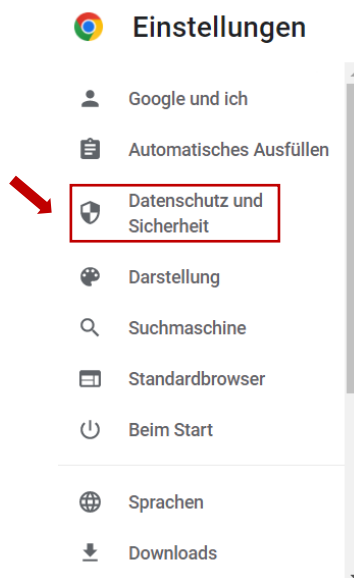 Einstellungen
Google und ich
Automatisches Ausfüllen
Datenschutz und
Sicherheit
Darstellung
Suchmaschine
Standardbrowser
Beim Start
Sprachen
Downloads